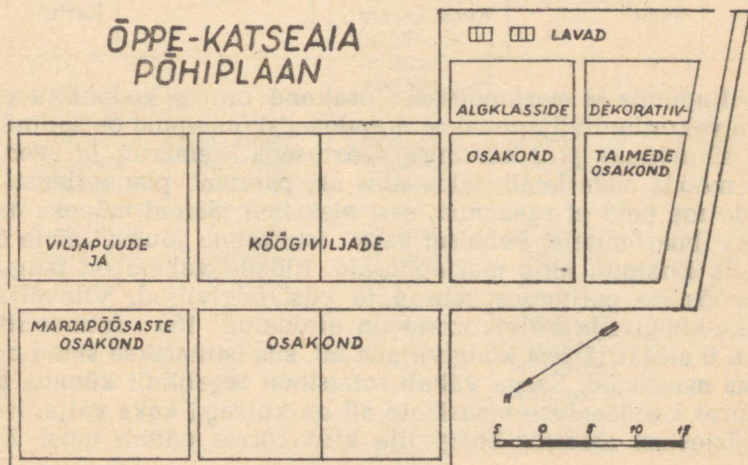 ÕPPE-KATSEAIA
PÕHIPLAAN
LAVAD
ALGKLASSIDE
OSAKOND
DEKORATIIV-
TAIMEDE
OSAKOND
VILJAPUUDE
JA
MARJAPÕÕSASTE
OSAKOND
KÖÖGIVILJADE
OSAKOND
N
5 0 5 10 15